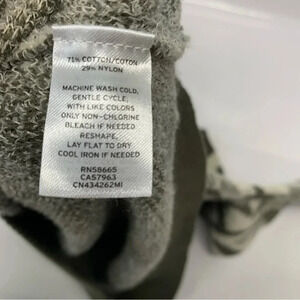 71% COTTON/COTON
29% NYLON
MACHINE WASH COLD,
GENTLE CYCLE,
WITH LIKE COLORS
ONLY NON-CHLORINE
BLEACH IF NEEDED
RESHAPE,
LAY FLAT TO DRY
COOL IRON IF NEEDED
RN58665
CA57963
CN434262MI